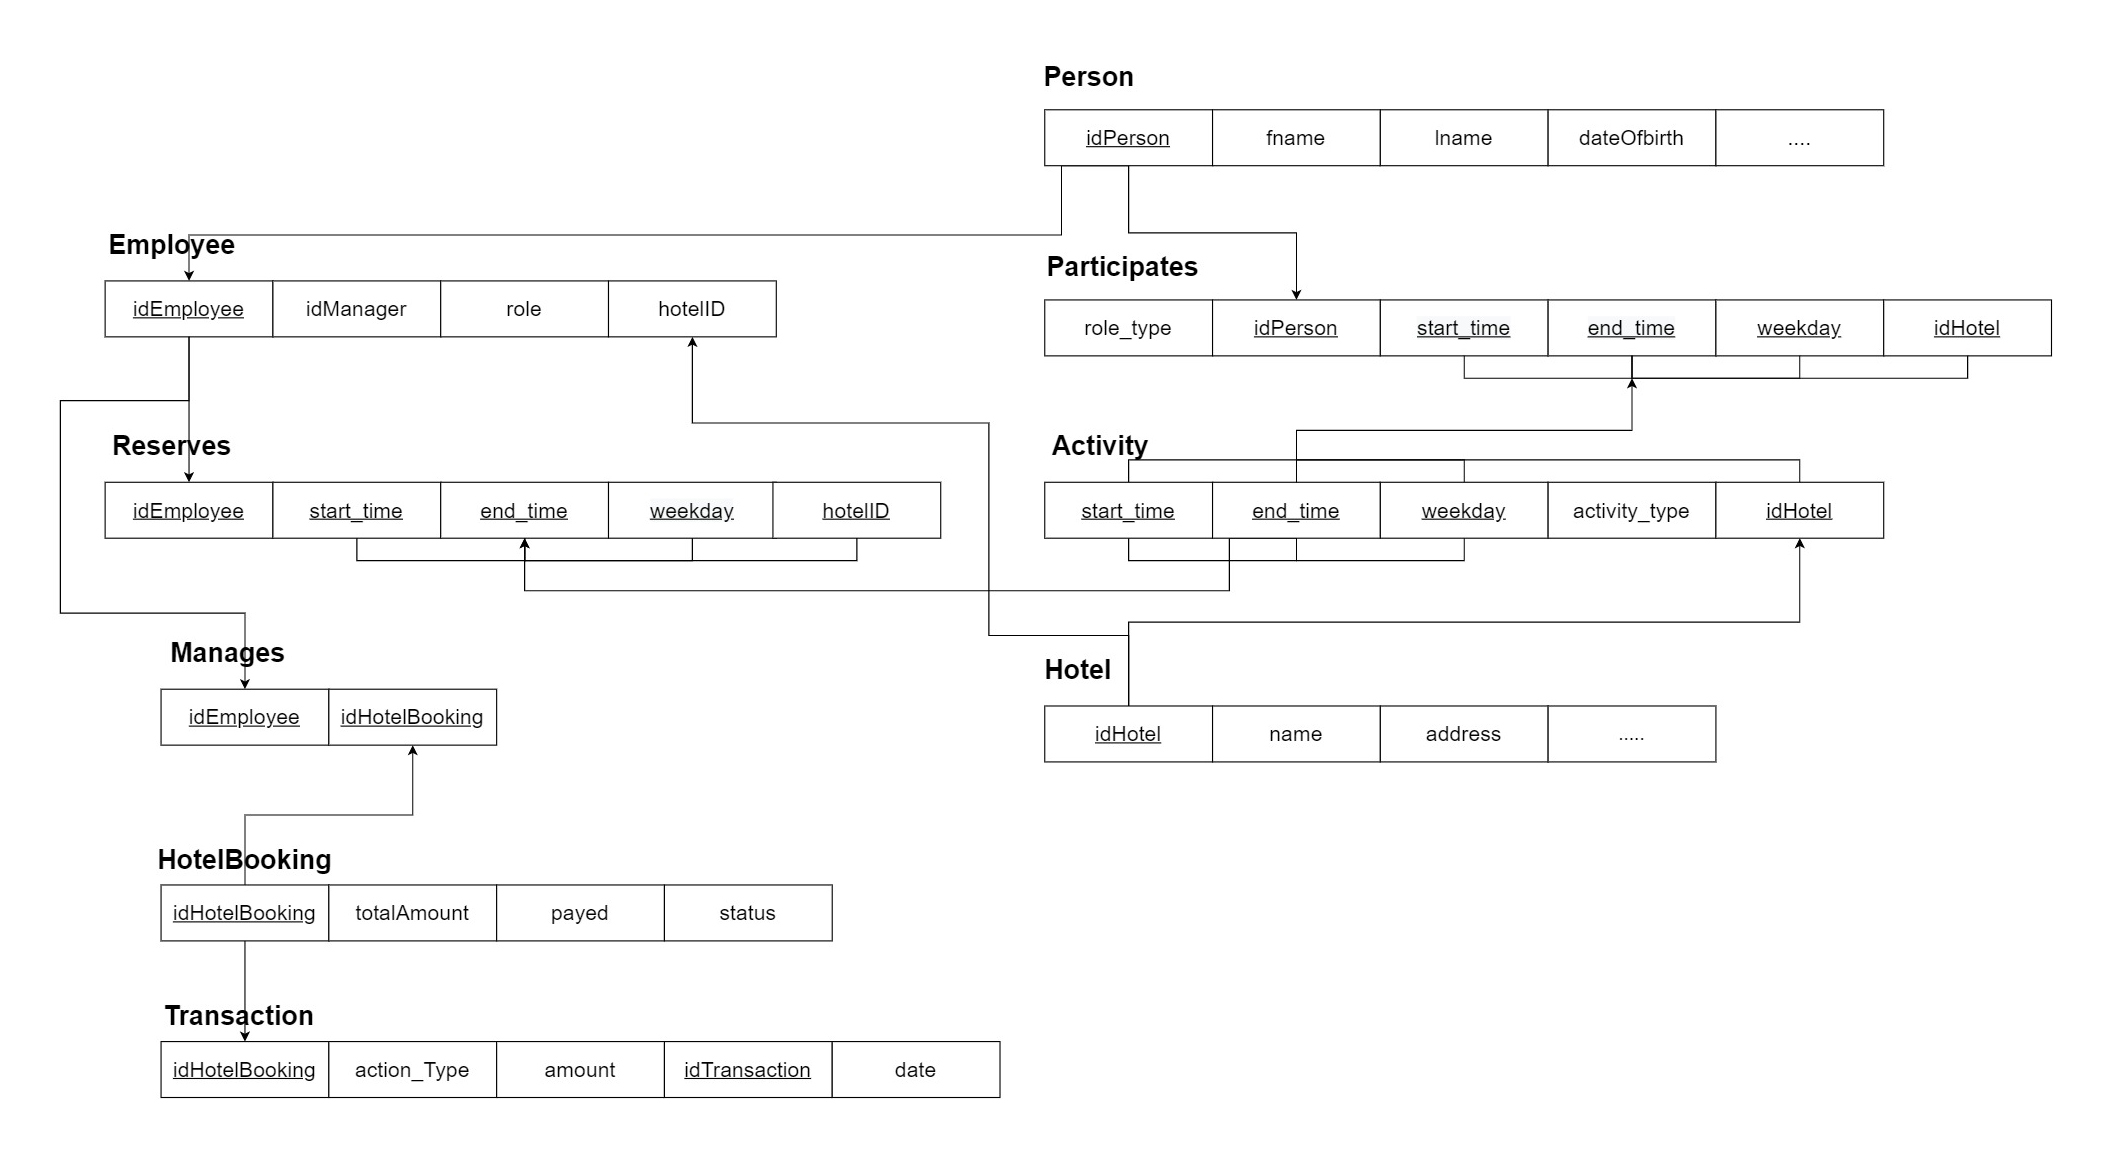 Person
idPerson fname lname dateOfbirth ....
Employee
idEmployee idManager role hotelID
Participates
role_type idPerson start_time end_time weekday idHotel
Reserves
idEmployee start_time end_time weekday hotelID
Activity
start_time end_time weekday activity_type idHotel
Manages
idEmployee idHotelBooking
Hotel
idHotel name address .....
HotelBooking
idHotelBooking totalAmount payed status
Transaction
idHotelBooking action_Type amount idTransaction date